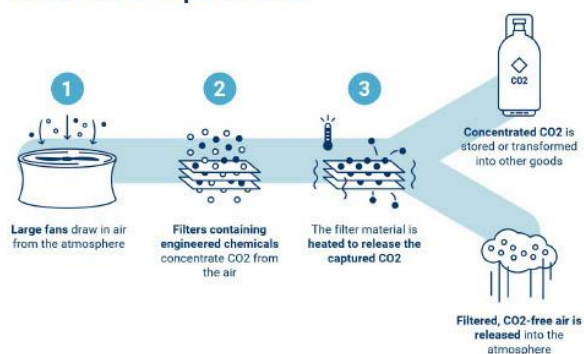 1
Large fans draw in air
from the atmosphere
2
Filters containing
engineered chemicals
concentrate CO2 from
the air
3
The filter material is
heated to release the
captured CO2
CO2
Concentrated CO2 is
stored or transformed
into other goods
Filtered, CO2-free air is
released into the
atmosphere